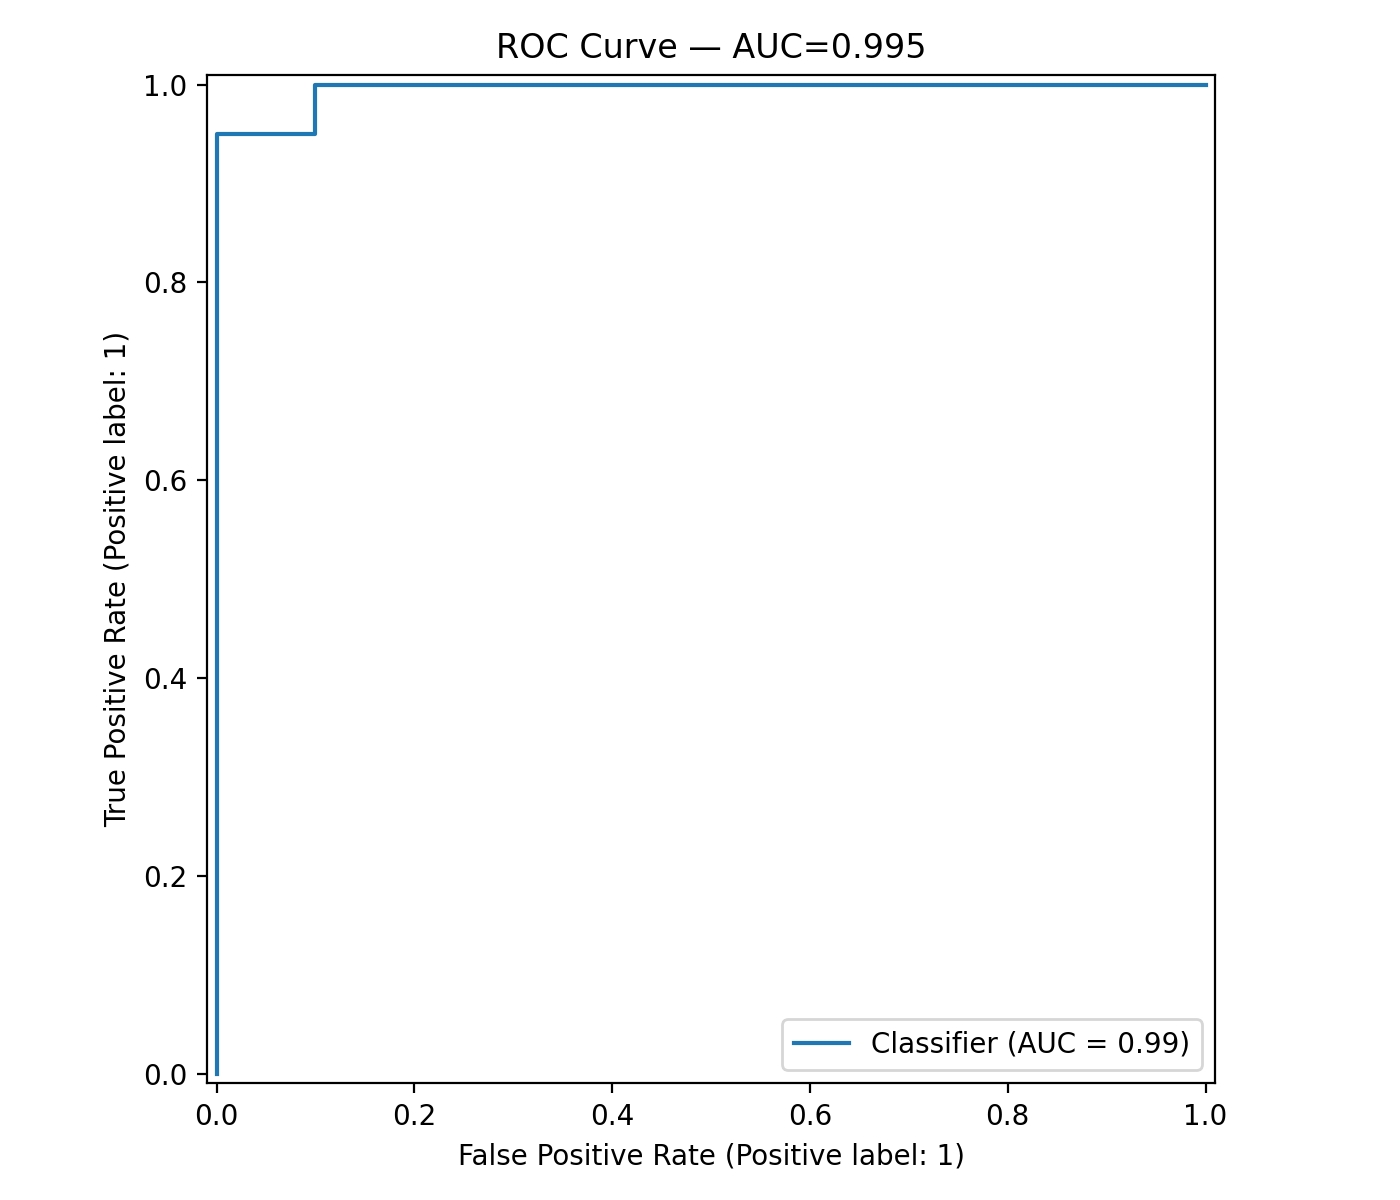 ROC Curve — AUC=0.995
True Positive Rate (Positive label: 1)
1.0
0.8
0.6
0.4
0.2
0.0
Classifier (AUC = 0.99)
0.0 0.2 0.4 0.6 0.8 1.0
False Positive Rate (Positive label: 1)